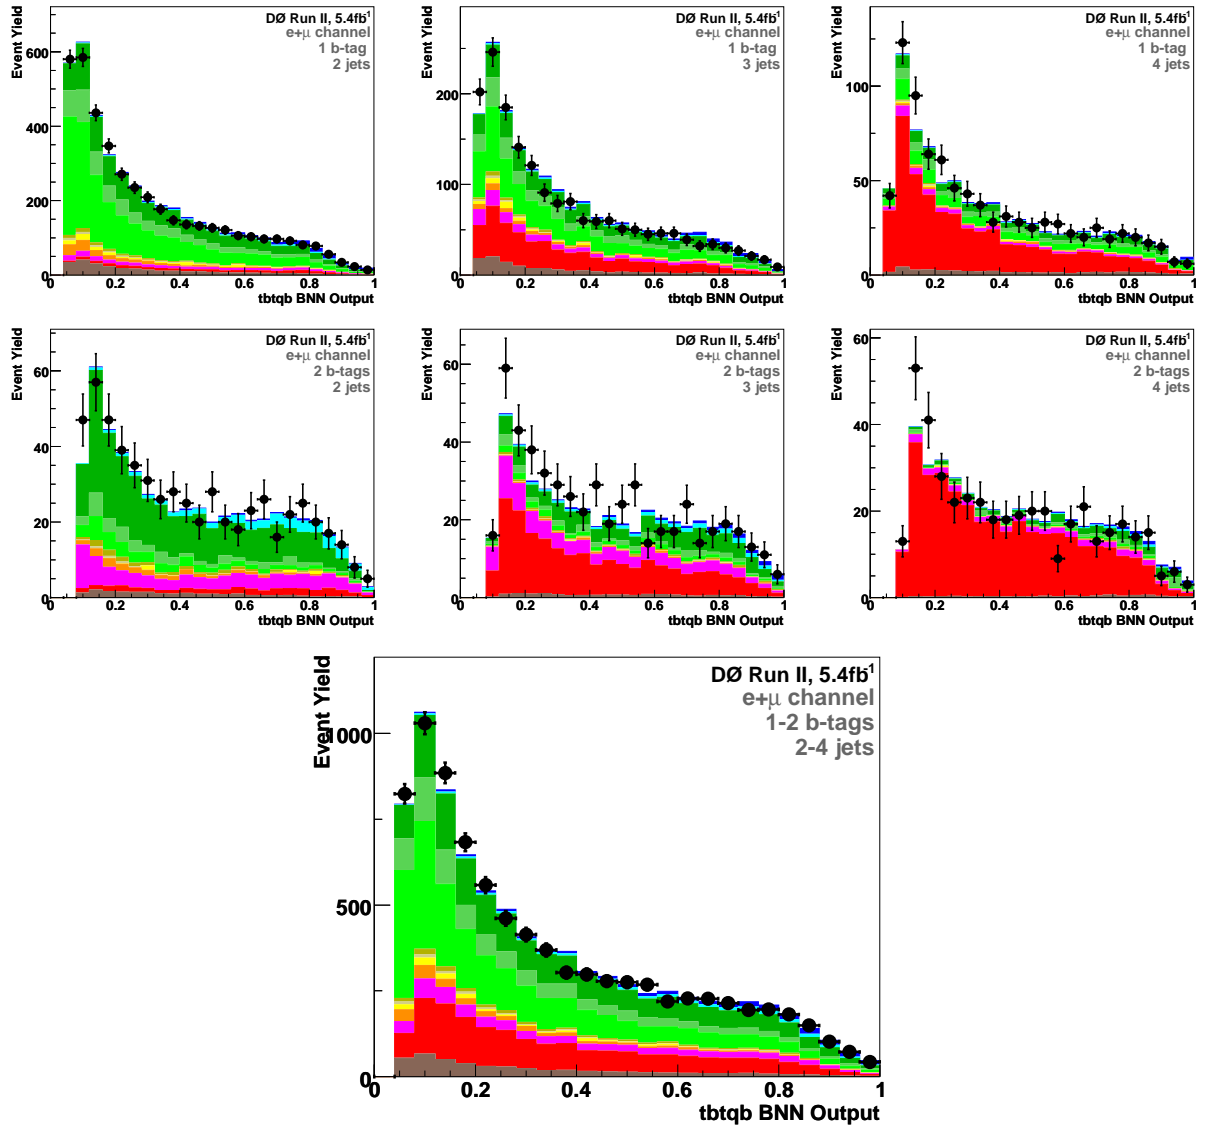 DØ Run II, 5.4fb-1
e+μ channel
1 b-tag
2 jets
Event Yield
600
400
200
0
0 0.2 0.4 0.6 0.8 1
tbtqb BNN Output
DØ Run II, 5.4fb-1
e+μ channel
1 b-tag
3 jets
Event Yield
200
100
0
0 0.2 0.4 0.6 0.8 1
tbtqb BNN Output
DØ Run II, 5.4fb-1
e+μ channel
1 b-tag
4 jets
Event Yield
100
50
0
0 0.2 0.4 0.6 0.8 1
tbtqb BNN Output
DØ Run II, 5.4fb-1
e+μ channel
2 b-tags
2 jets
Event Yield
60
40
20
0
0 0.2 0.4 0.6 0.8 1
tbtqb BNN Output
DØ Run II, 5.4fb-1
e+μ channel
2 b-tags
3 jets
Event Yield
60
40
20
0
0 0.2 0.4 0.6 0.8 1
tbtqb BNN Output
DØ Run II, 5.4fb-1
e+μ channel
2 b-tags
4 jets
Event Yield
60
40
20
0
0 0.2 0.4 0.6 0.8 1
tbtqb BNN Output
DØ Run II, 5.4fb-1
e+μ channel
1-2 b-tags
2-4 jets
Event Yield
1000
500
0
0 0.2 0.4 0.6 0.8 1
tbtqb BNN Output